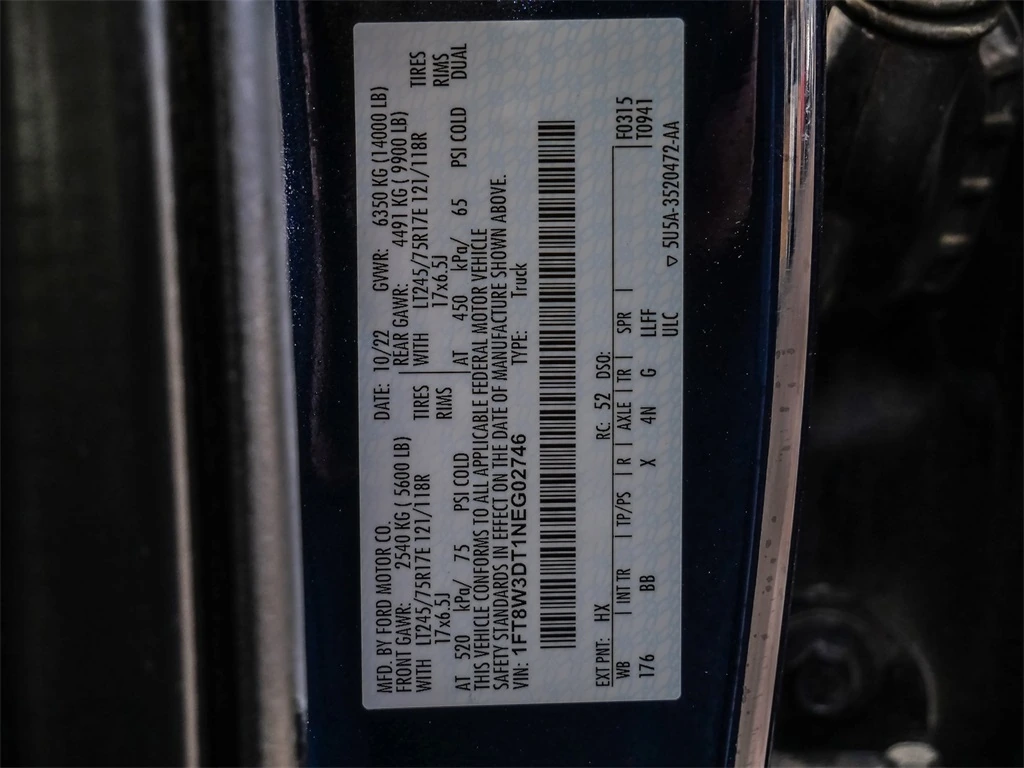 MFD. BY FORD MOTOR CO.
DATE: 10/22 GVWR: 6350 KG (14000 LB)
FRONT GAWR: 2540 KG ( 5600 LB)
REAR GAWR: 4491 KG ( 9900 LB)
WITH LT245/75R17E 121/118R TIRES
WITH LT245/75R17E 121/118R TIRES
17x6.5J RIMS
17x6.5J RIMS
AT 520 kPa/ 75 PSI COLD
AT 450 kPa/ 65 PSI COLD DUAL
THIS VEHICLE CONFORMS TO ALL APPLICABLE FEDERAL MOTOR VEHICLE
SAFETY STANDARDS IN EFFECT ON THE DATE OF MANUFACTURE SHOWN ABOVE.
VIN: 1FT8W3DT1NEG02746 TYPE: Truck
EXT PNT: HX RC: 52 DSO:
WB INT TR TP/PS R AXLE TR SPR F0315
T0941
176 BB X 4N G LLFF
ULC
▽ 5U5A-3520472-AA